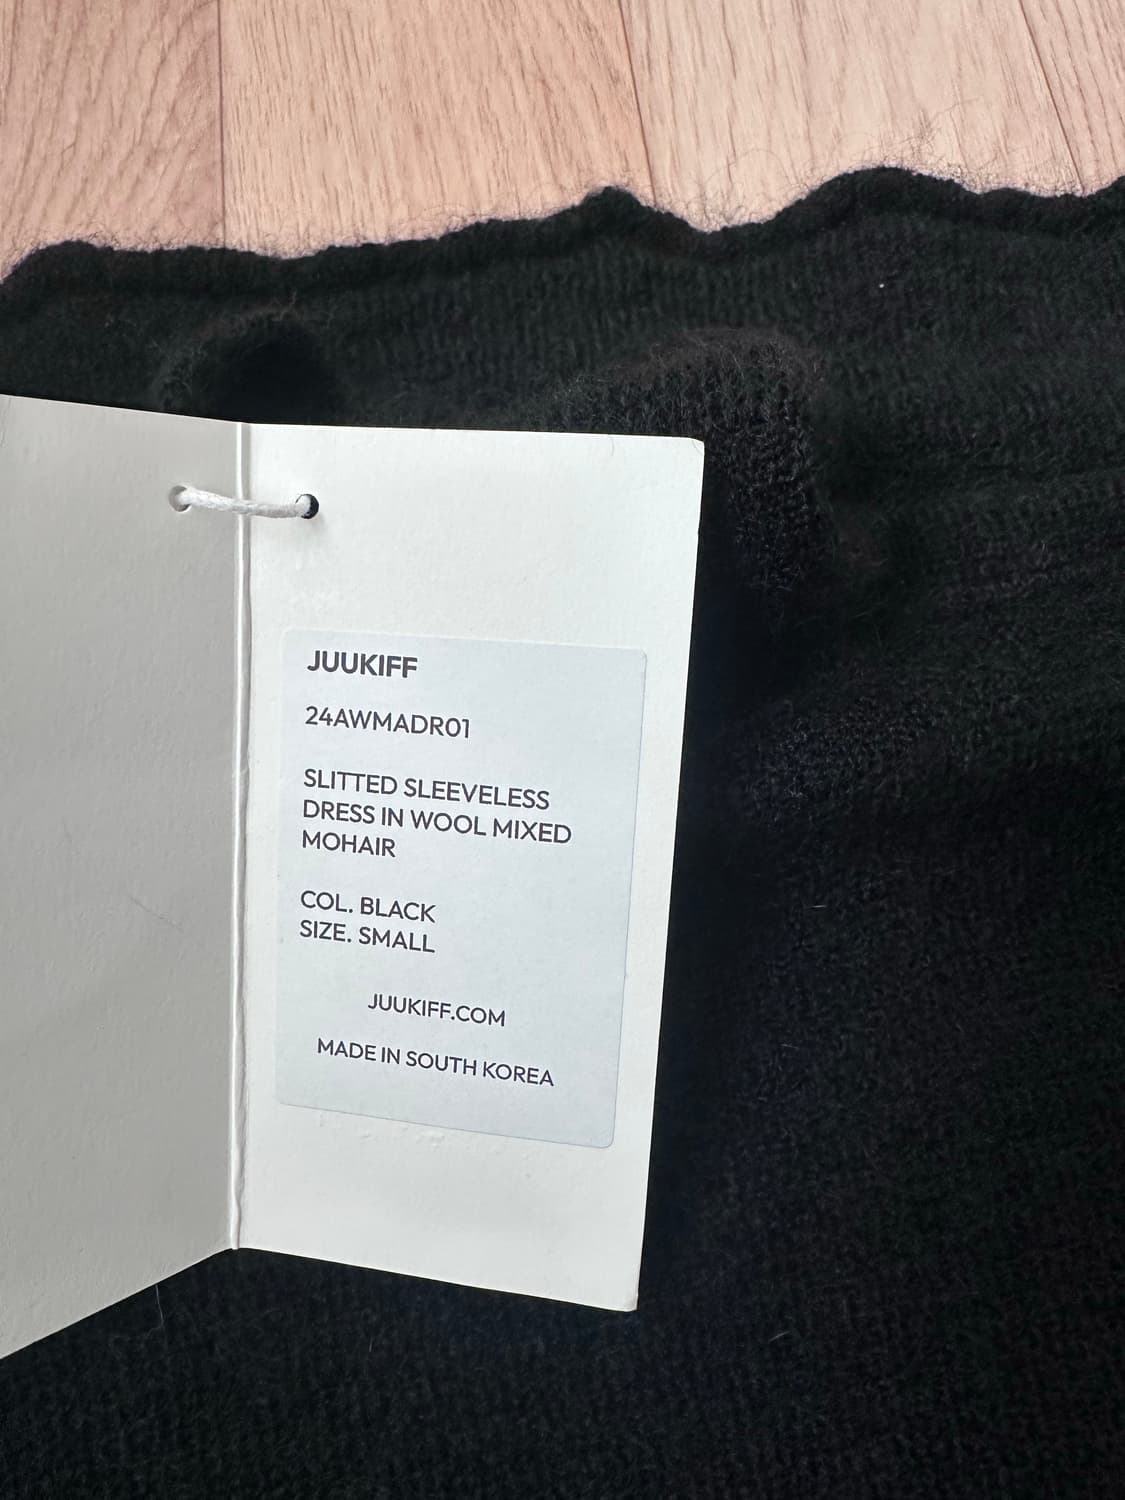 JUUKIFF
24AWMADR01
SLITTED SLEEVELESS
DRESS IN WOOL MIXED
MOHAIR
COL. BLACK
SIZE. SMALL
JUUKIFF.COM
MADE IN SOUTH KOREA